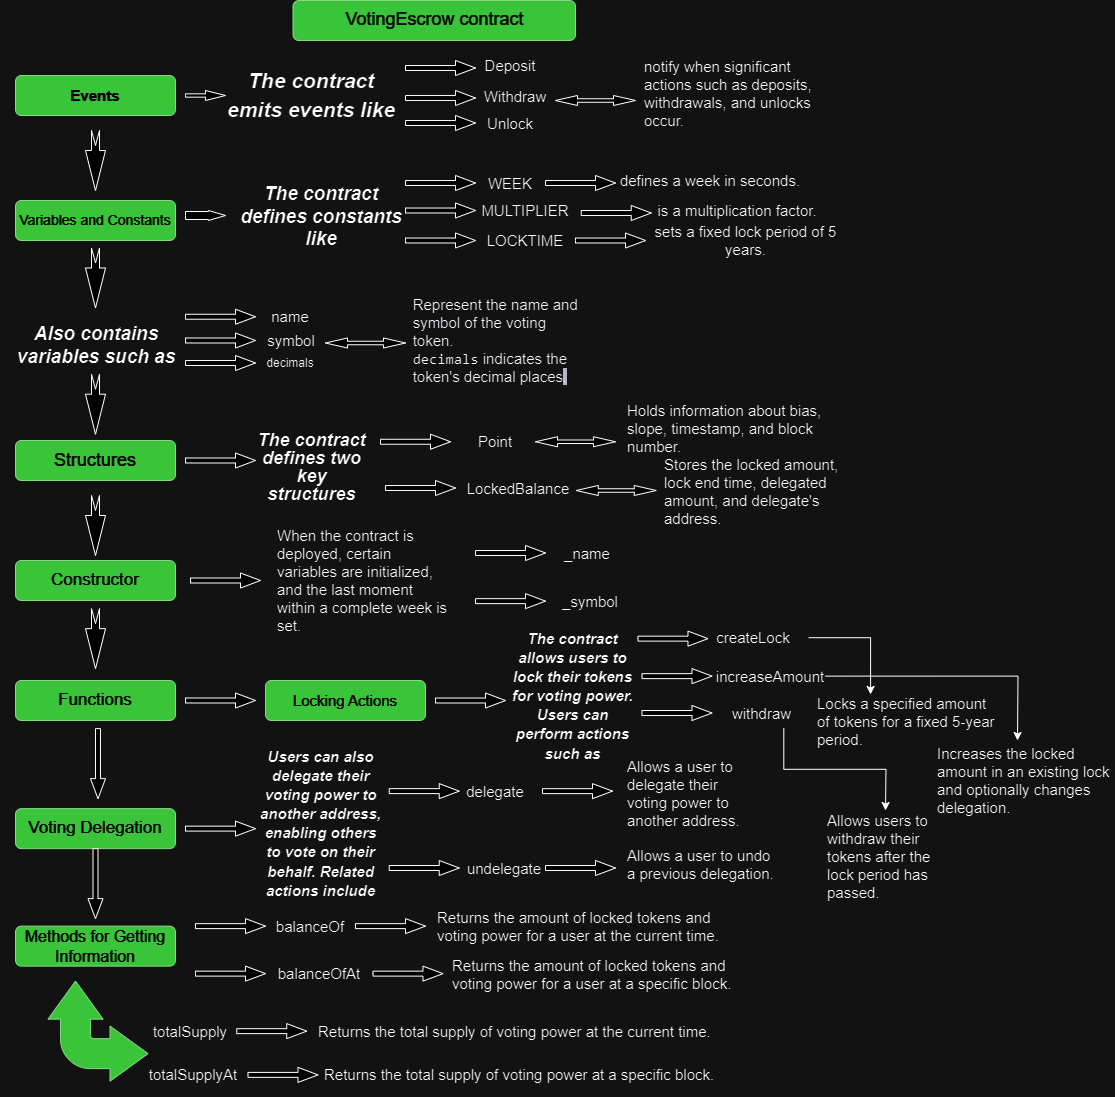 VotingEscrow contract
Events
The contract
emits events like
Deposit
Withdraw
Unlock
notify when significant
actions such as deposits,
withdrawals, and unlocks
occur.
Variables and Constants
The contract
defines constants
like
WEEK
defines a week in seconds.
MULTIPLIER
is a multiplication factor.
LOCKTIME
sets a fixed lock period of 5
years.
Also contains
variables such as
name
symbol
decimals
Represent the name and
symbol of the voting
token.
decimals indicates the
token's decimal places
Structures
The contract
defines two
key
structures
Point
Holds information about bias,
slope, timestamp, and block
number.
LockedBalance
Stores the locked amount,
lock end time, delegated
amount, and delegate's
address.
Constructor
When the contract is
deployed, certain
variables are initialized,
and the last moment
within a complete week is
set.
_name
_symbol
Functions
Locking Actions
The contract
allows users to
lock their tokens
for voting power.
Users can
perform actions
such as
createLock
increaseAmount
withdraw
Locks a specified amount
of tokens for a fixed 5-year
period.
Increases the locked
amount in an existing lock
and optionally changes
delegation.
Allows users to
withdraw their
tokens after the
lock period has
passed.
Voting Delegation
Users can also
delegate their
voting power to
another address,
enabling others
to vote on their
behalf. Related
actions include
delegate
Allows a user to
delegate their
voting power to
another address.
undelegate
Allows a user to undo
a previous delegation.
Methods for Getting
Information
balanceOf
Returns the amount of locked tokens and
voting power for a user at the current time.
balanceOfAt
Returns the amount of locked tokens and
voting power for a user at a specific block.
totalSupply
Returns the total supply of voting power at the current time.
totalSupplyAt
Returns the total supply of voting power at a specific block.